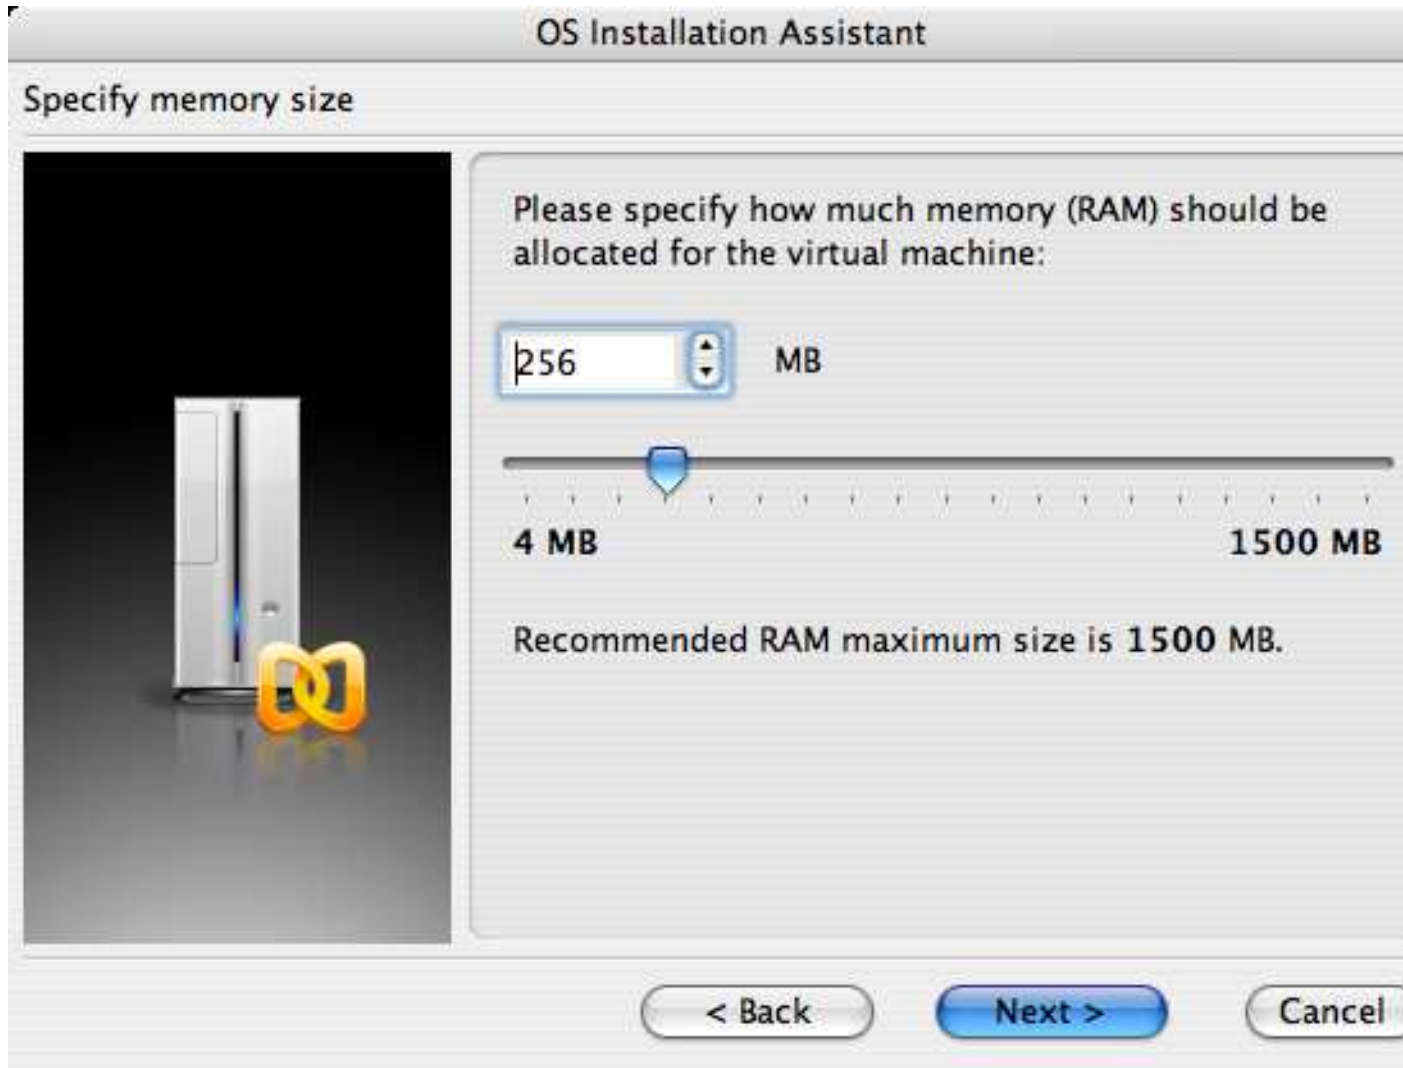 OS Installation Assistant
Specify memory size
Please specify how much memory (RAM) should be
allocated for the virtual machine:
256 MB
4 MB 1500 MB
Recommended RAM maximum size is 1500 MB.
< Back Next > Cancel